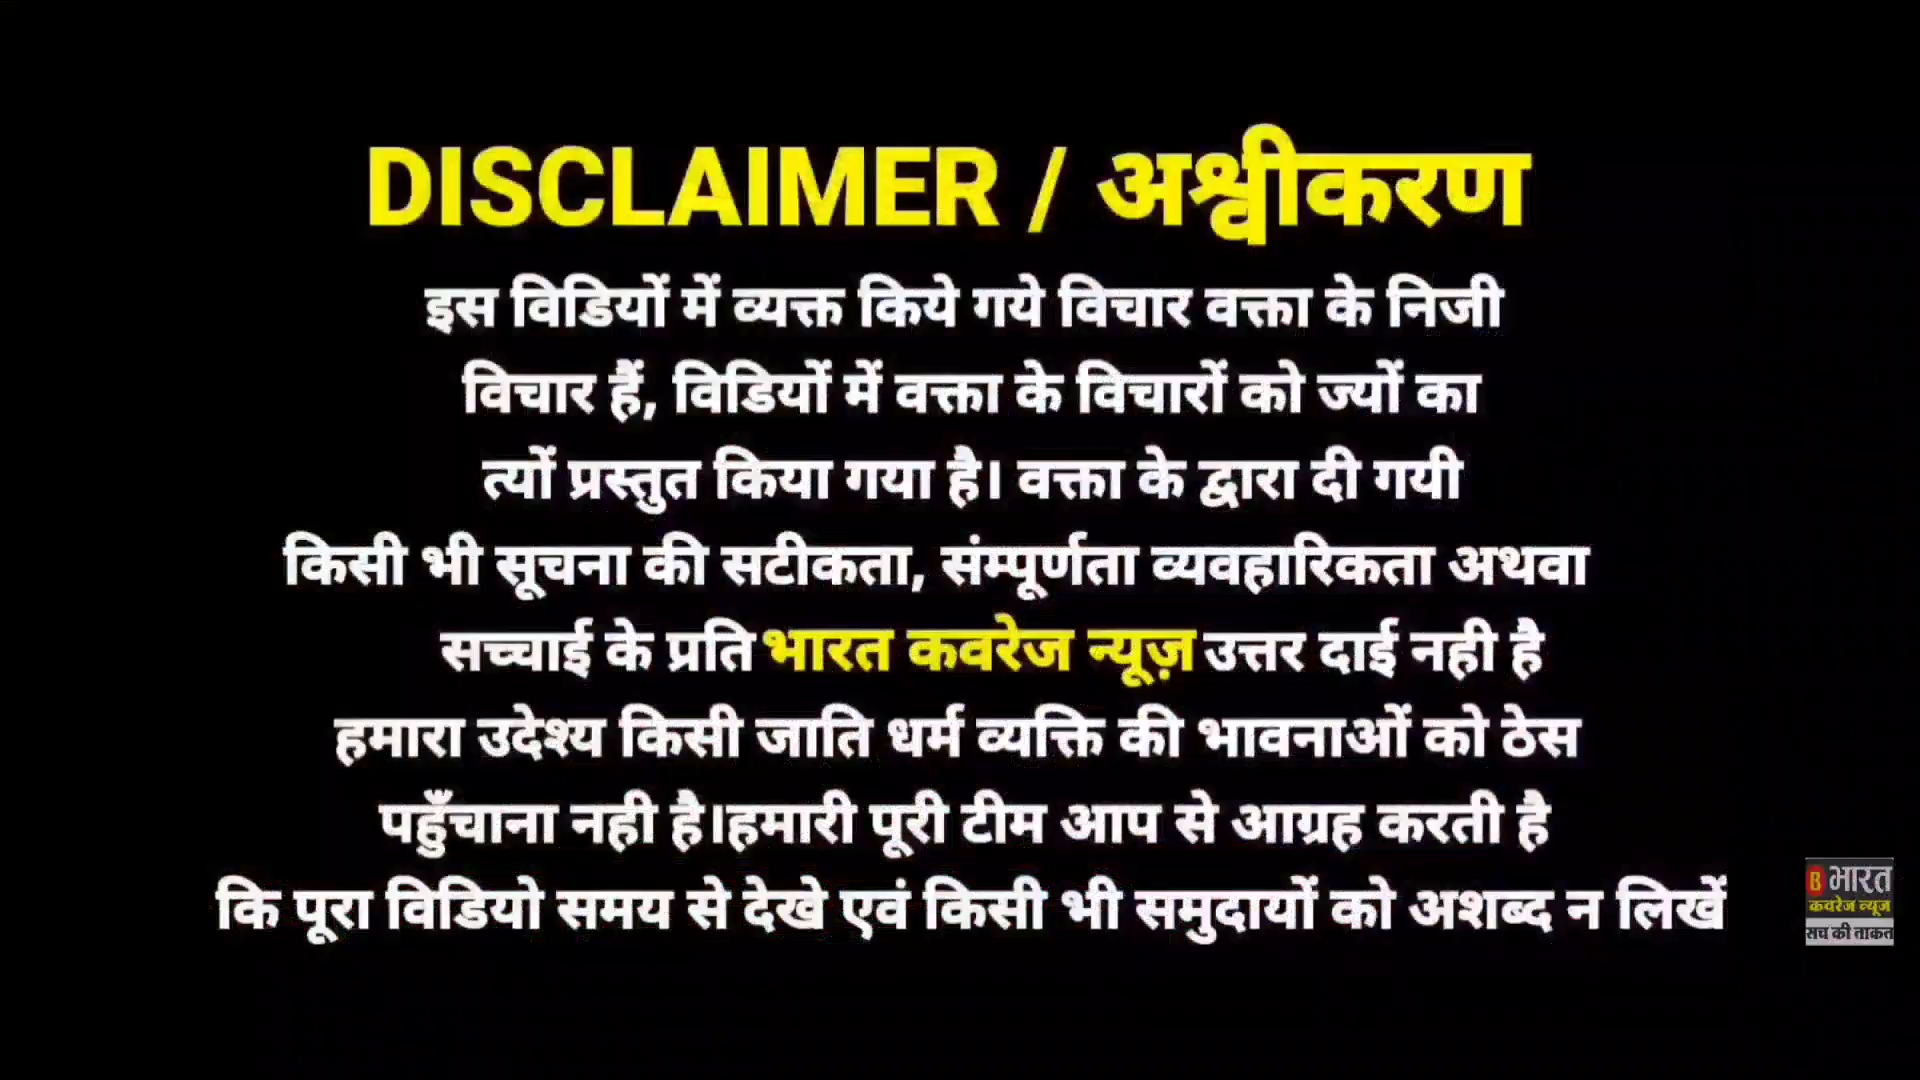 DISCLAIMER / अश्वीकरण
इस विडियों में व्यक्त किये गये विचार वक्ता के निजी
विचार हैं, विडियों में वक्ता के विचारों को ज्यों का
त्यों प्रस्तुत किया गया है। वक्ता के द्वारा दी गयी
किसी भी सूचना की सटीकता, संम्पूर्णता व्यवहारिकता अथवा
सच्चाई के प्रति भारत कवरेज न्यूज़ उत्तर दाई नही है
हमारा उदेश्य किसी जाति धर्म व्यक्ति की भावनाओं को ठेस
पहुँचाना नही है।हमारी पूरी टीम आप से आग्रह करती है
कि पूरा विडियो समय से देखे एवं किसी भी समुदायों को अशब्द न लिखें
B भारत
कवरेज न्यूज
सच की ताकत